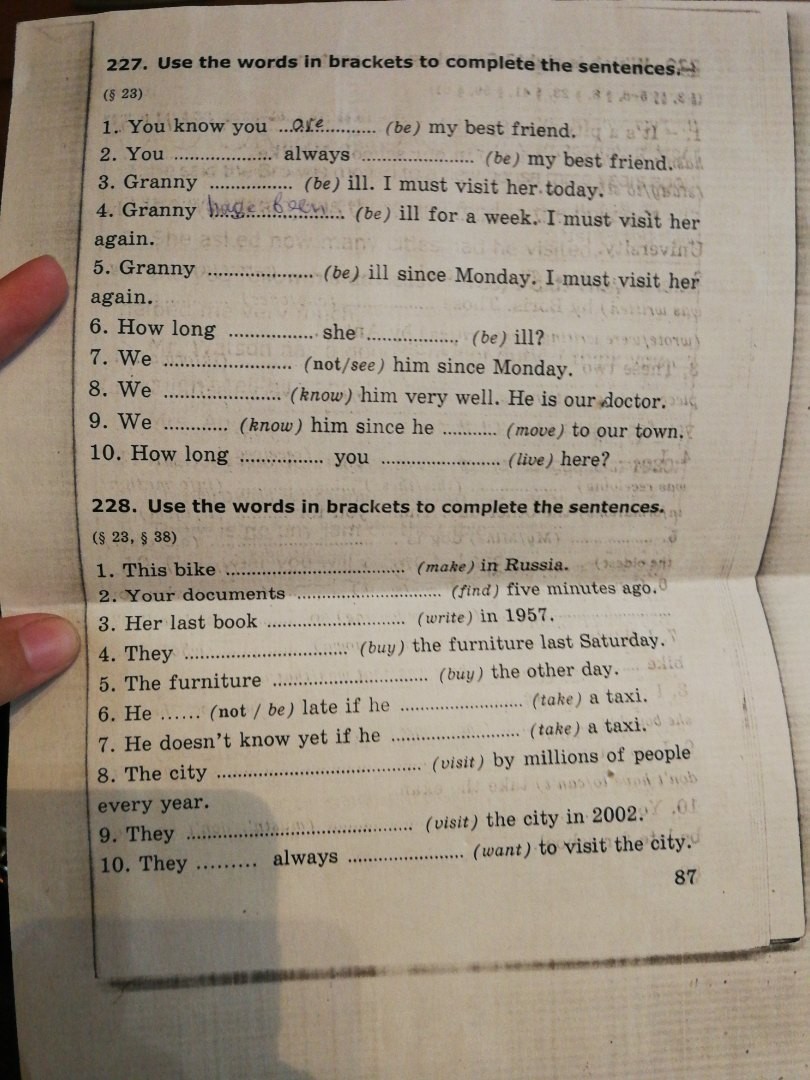 227. Use the words in brackets to complete the sentences.
(§ 23)
1. You know you ...are............ (be) my best friend.
2. You .................. always ..................... (be) my best friend.
3. Granny ............... (be) ill. I must visit her today.
4. Granny have been (be) ill for a week. I must visit her
again.
5. Granny .................... (be) ill since Monday. I must visit her
again.
6. How long ................ she ................. (be) ill?
7. We ........................ (not/see) him since Monday.
8. We ...................... (know) him very well. He is our doctor.
9. We ............ (know) him since he .......... (move) to our town.
10. How long ................ you ...................... (live) here?
228. Use the words in brackets to complete the sentences.
(§ 23, § 38)
1. This bike .................................. (make) in Russia.
2. Your documents ........................... (find) five minutes ago.
3. Her last book .......................... (write) in 1957.
4. They ............................... (buy) the furniture last Saturday.
5. The furniture ............................. (buy) the other day.
6. He ...... (not / be) late if he ....................... (take) a taxi.
7. He doesn't know yet if he ........................ (take) a taxi.
8. The city ...................................... (visit) by millions of people
every year.
9. They .......................................... (visit) the city in 2002.
10. They ......... always ...................... (want) to visit the city.
87